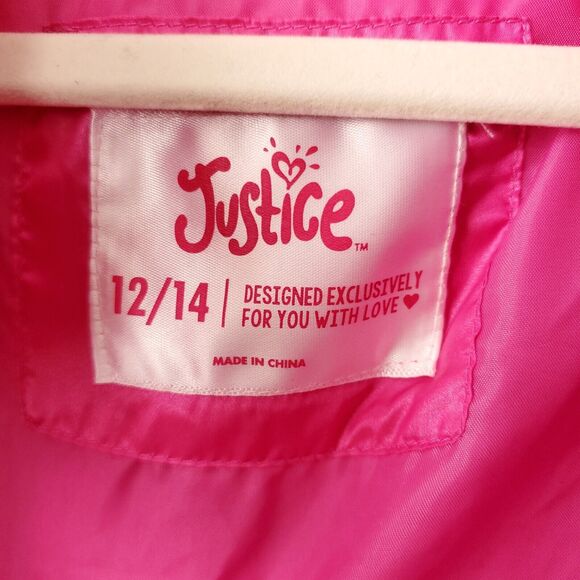 Justice™
12/14
DESIGNED EXCLUSIVELY
FOR YOU WITH LOVE ♥
MADE IN CHINA